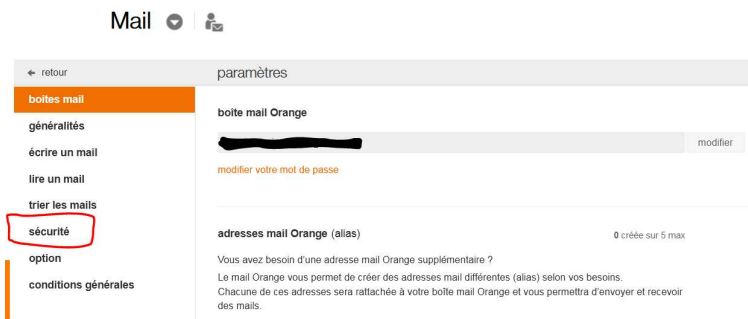 Mail
retour
paramètres
boîtes mail
généralités
écrire un mail
lire un mail
trier les mails
sécurité
option
conditions générales
boite mail Orange
modifier
modifier votre mot de passe
adresses mail Orange (alias)
0 créée sur 5 max
Vous avez besoin d'une adresse mail Orange supplémentaire ?
Le mail Orange vous permet de créer des adresses mail différentes (alias) selon vos besoins.
Chacune de ces adresses sera rattachée à votre boîte mail Orange et vous permettra d'envoyer et recevoir
des mails.